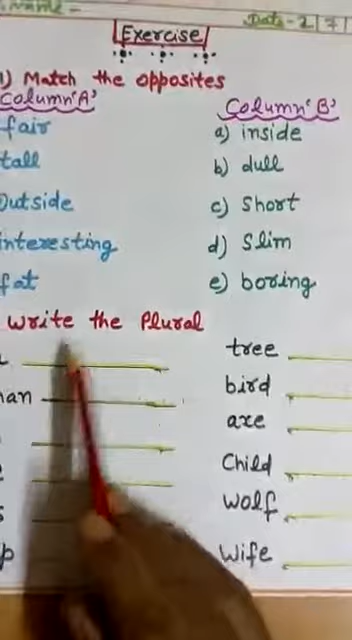 Name - Date - 2/7/
Exercise
1) Match the opposites
Column 'A' Column 'B'
fair a) inside
tall b) dull
Outside c) Short
interesting d) Slim
fat e) boring
Write the Plural
tree
bird
axe
Child
Wolf
Wife